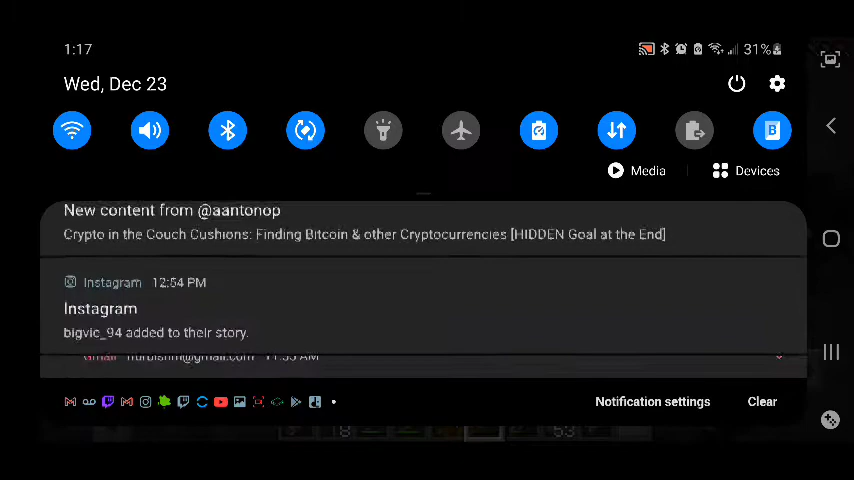 1:17
31%
Wed, Dec 23
B
Media
Devices
New content from @aantonop
Crypto in the Couch Cushions: Finding Bitcoin & other Cryptocurrencies [HIDDEN Goal at the End]
Instagram 12:54 PM
Instagram
bigvic_94 added to their story.
Gmail
Notification settings
Clear
53